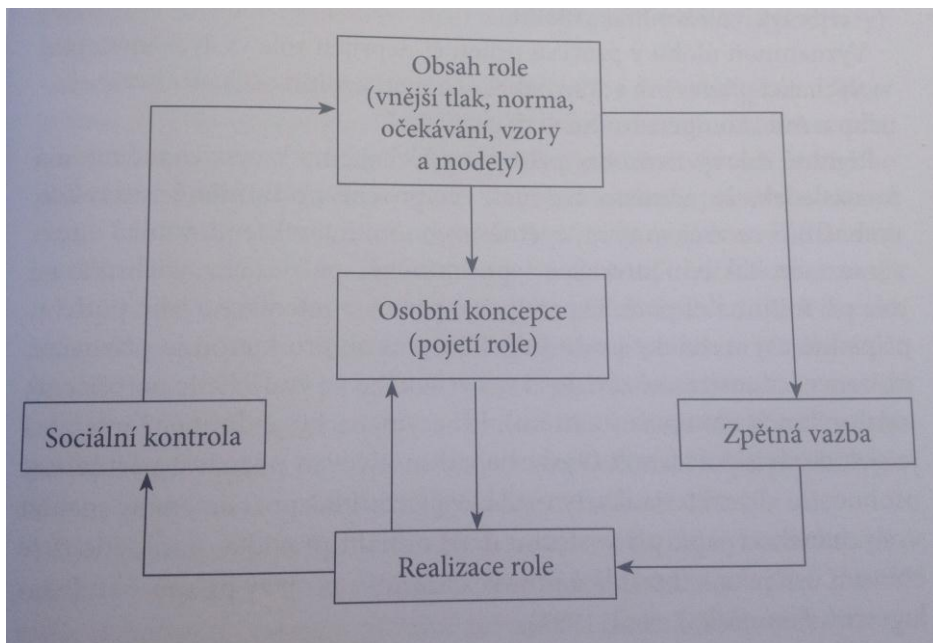 Obsah role
(vnější tlak, norma,
očekávání, vzory
a modely)
Osobní koncepce
(pojetí role)
Sociální kontrola
Zpětná vazba
Realizace role